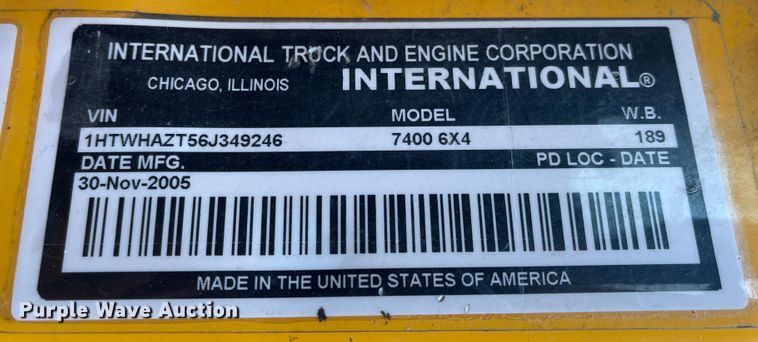 INTERNATIONAL TRUCK AND ENGINE CORPORATION
CHICAGO, ILLINOIS INTERNATIONAL®
VIN MODEL W.B.
1HTWHAZT56J349246 7400 6X4 189
DATE MFG. PD LOC - DATE
30-Nov-2005
MADE IN THE UNITED STATES OF AMERICA
Purple Wave Auction